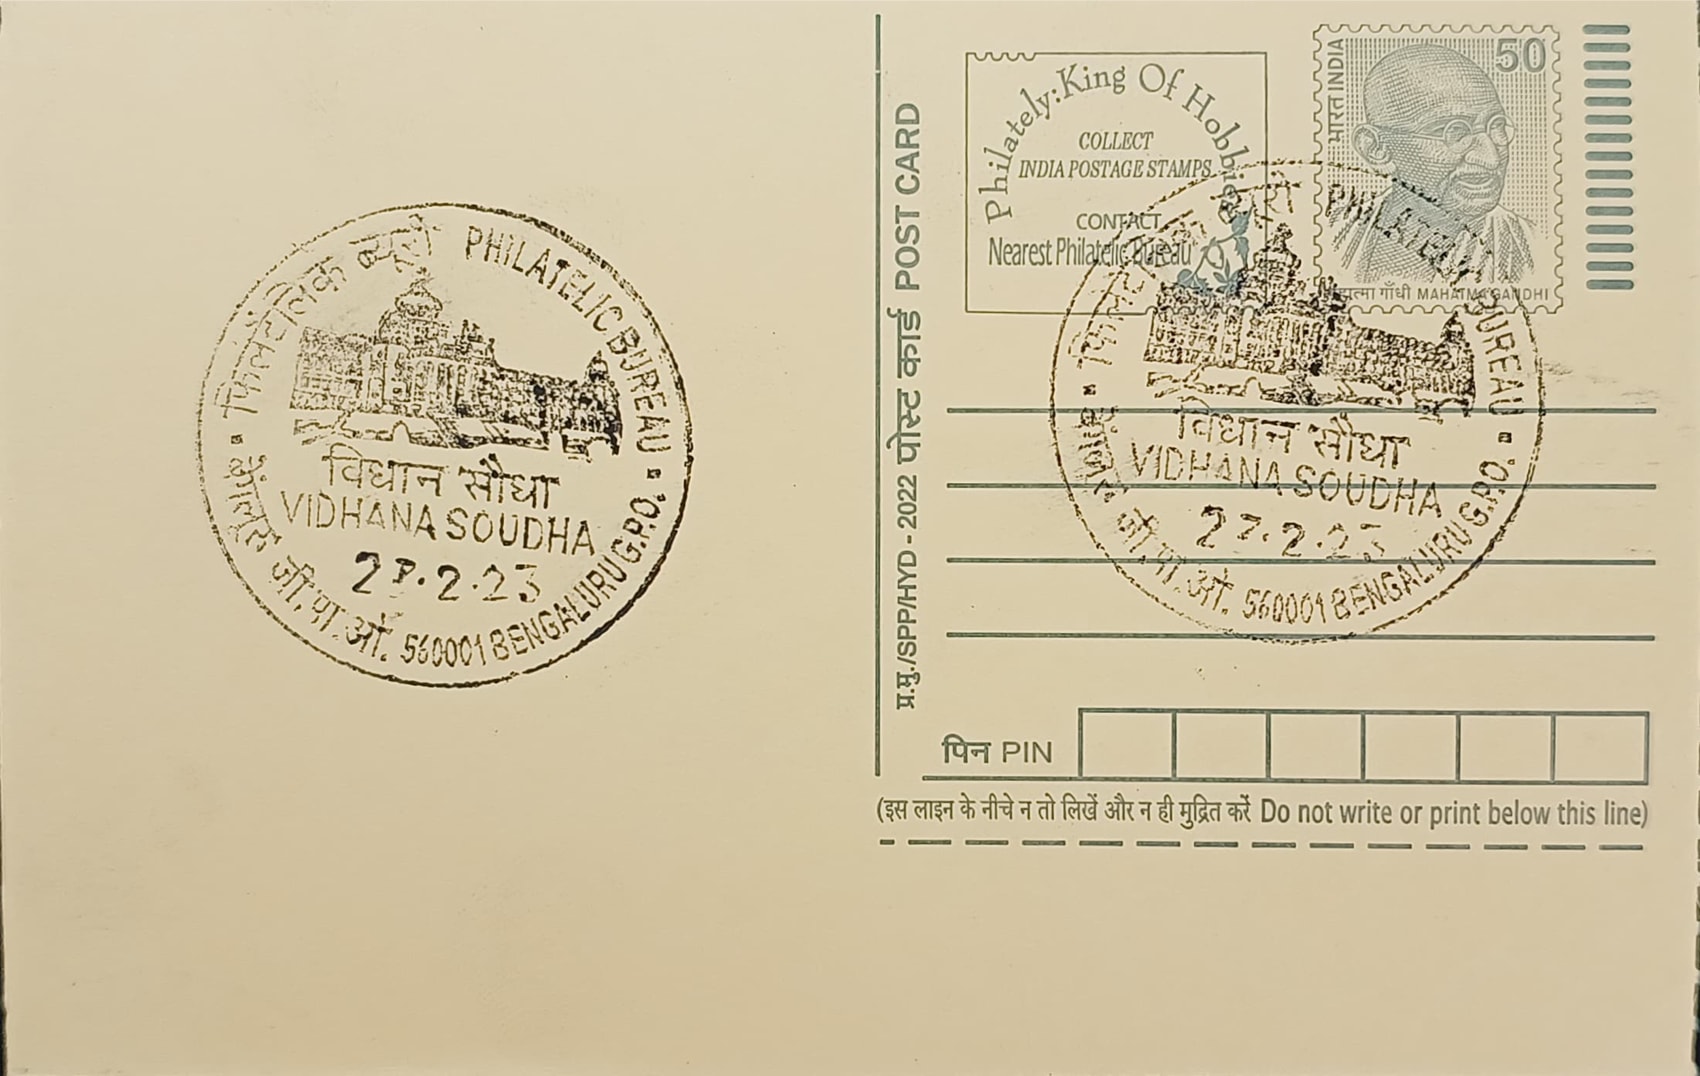 फिलैटेलिक ब्यूरो PHILATELIC BUREAU
विधान सौधा
VIDHANA SOUDHA
27.2.23
बेंगलूरु जी.पी.ओ. 560001 BENGALURU G.P.O.
प्र.मु./SPP/HYD - 2022 पोस्ट कार्ड POST CARD
Philately: King Of Hobbies
COLLECT
INDIA POSTAGE STAMPS
CONTACT
Nearest Philatelic Bureau
भारत INDIA
50
महात्मा गाँधी MAHATMA GANDHI
फिलैटेलिक ब्यूरो PHILATELIC BUREAU
विधान सौधा
VIDHANA SOUDHA
27.2.23
जी.पी.ओ. 560001 BENGALURU G.P.O.
पिन PIN
(इस लाइन के नीचे न तो लिखें और न ही मुद्रित करें Do not write or print below this line)